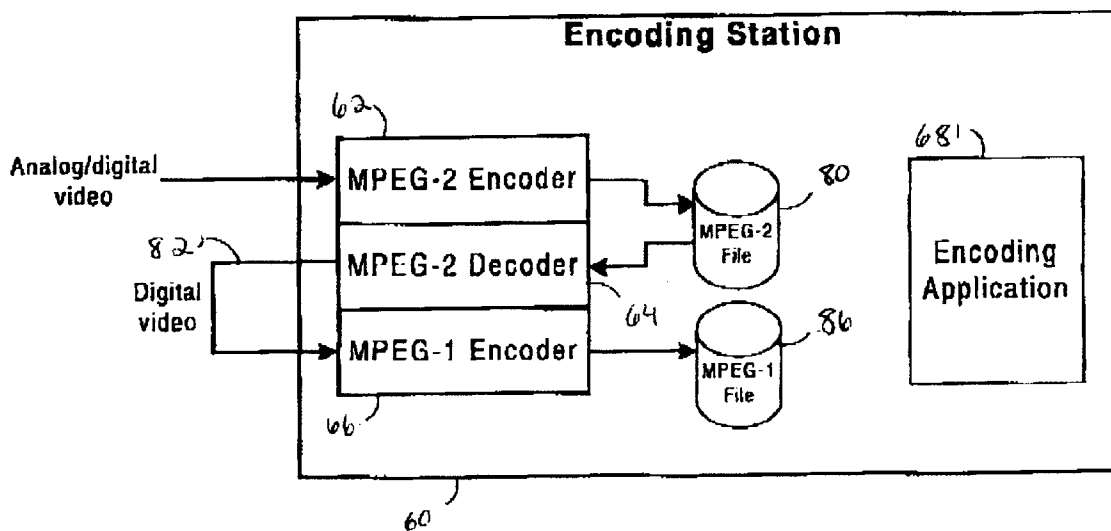 Encoding Station
62
Analog/digital
video
MPEG-2 Encoder
80
MPEG-2
File
681
Encoding
Application
82'
MPEG-2 Decoder
64
Digital
video
MPEG-1 Encoder
86
MPEG-1
File
66
60